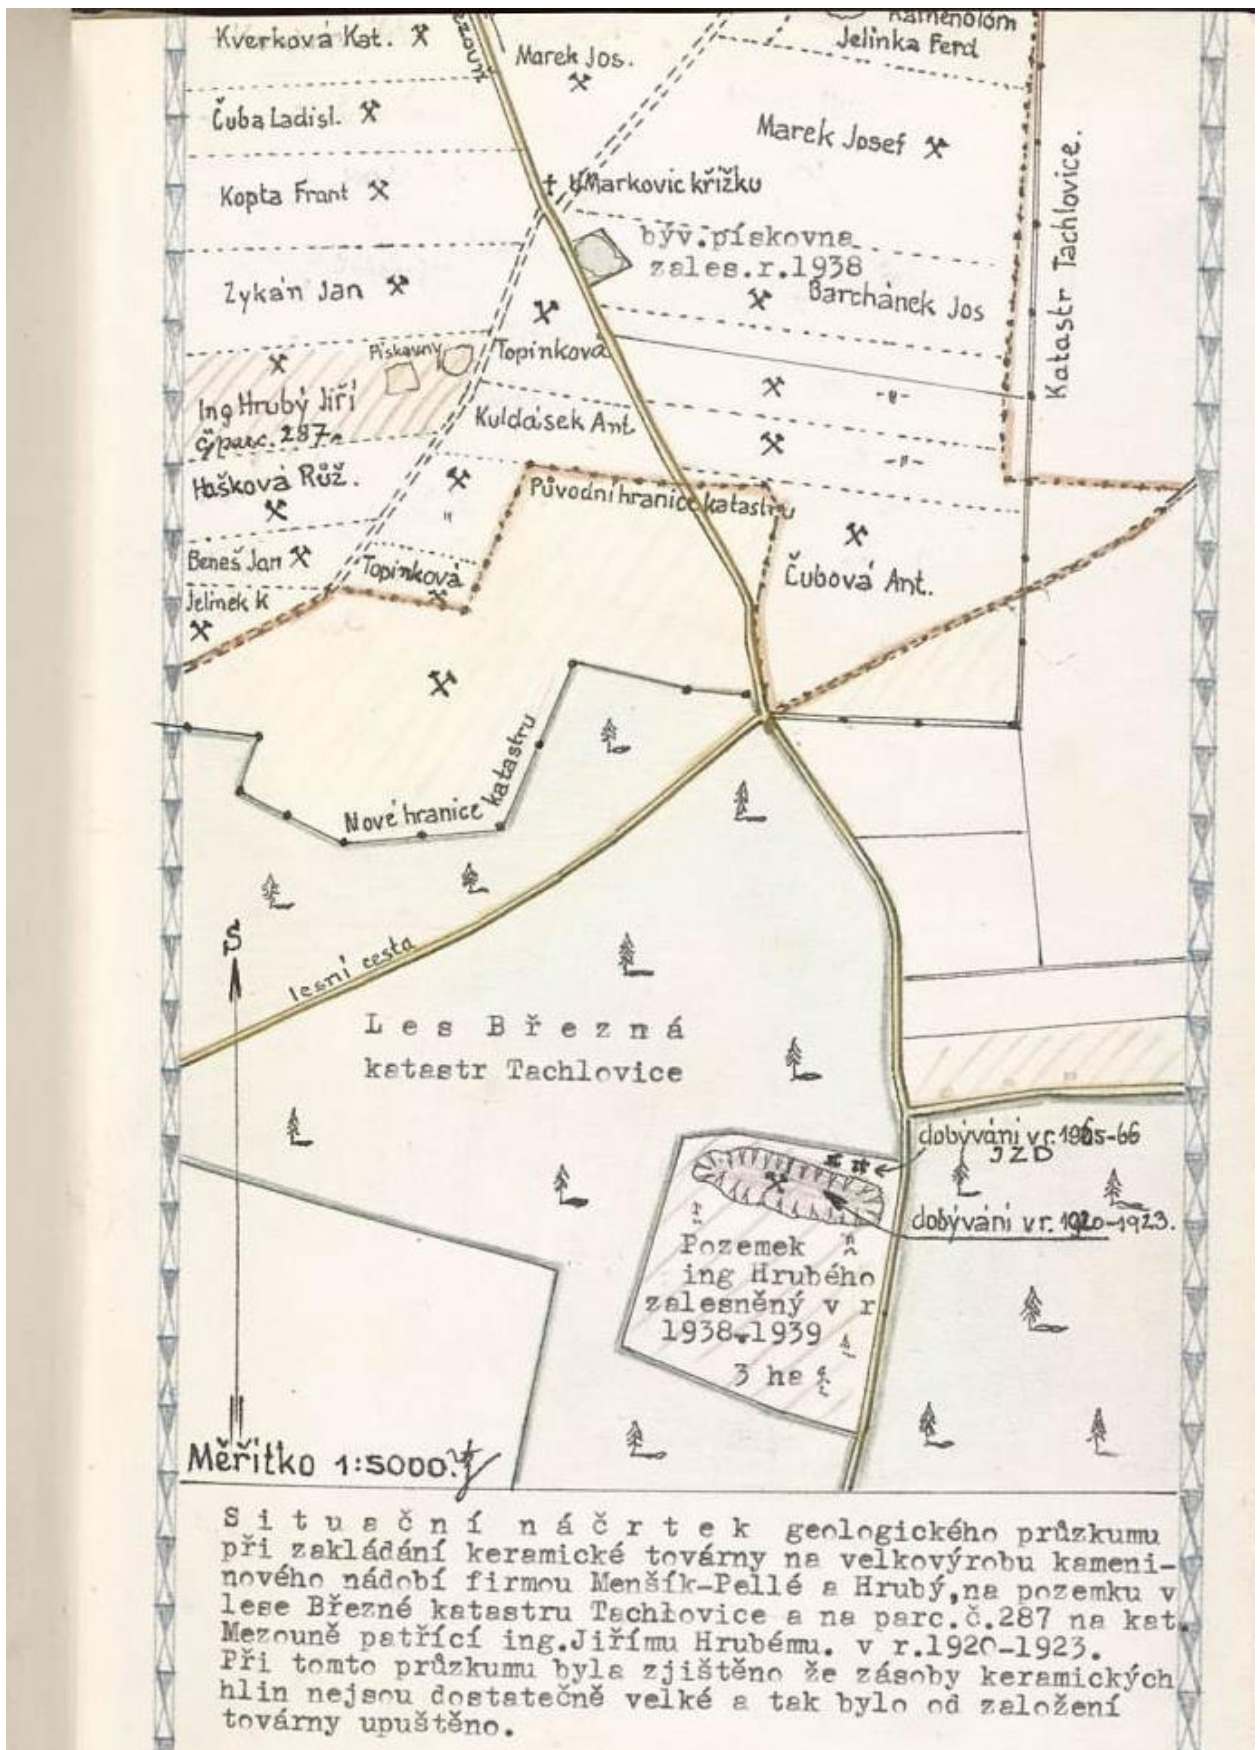 Kverková Kat.
Mezouň
Marek Jos.
Kamenolom
Jelinka Ferd
Čuba Ladisl.
Marek Josef
Katastr Tachlovice.
Kopta Frant
U Markovic křížku
býv. pískovna
zales.r.1938
Zykán Jan
Barchánek Jos
Topinková
Pískovny
Ing Hrubý Jiří
č parc. 287
Kuldásek Ant
-"-
-"-
Hašková Růž.
"
Původní hranice katastru
Beneš Jan
Topinková
Čubová Ant.
Jelínek K
Nové hranice katastru
S
lesní cesta
Les Březná
katastr Tachlovice
dobývání v r. 1965-66
JZD
dobýváni v r. 1920-1923.
Pozemek
ing Hrubého
zalesněný v r
1938.1939
3 ha
Měřítko 1:5000.
Situační náčrtek geologického průzkumu
při zakládání keramické továrny na velkovýrobu kameni-
nového nádobí firmou Menšík-Pellé a Hrubý,na pozemku v
lese Březné katastru Tachlovice a na parc.č.287 na kat.
Mezouně patřící ing.Jiřímu Hrubému. v r.1920-1923.
Při tomto průzkumu byla zjištěno že zásoby keramických
hlin nejsou dostatečně velké a tak bylo od založení
továrny upuštěno.